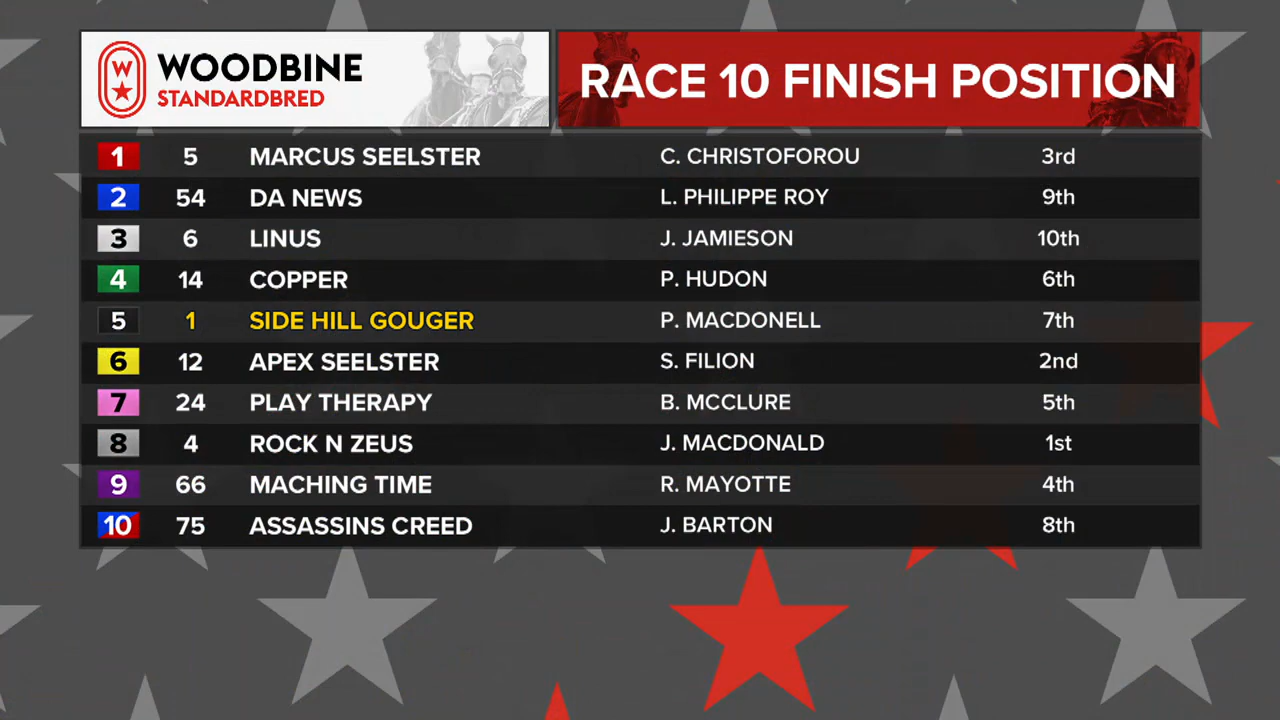 W
WOODBINE
STANDARDBRED
RACE 10 FINISH POSITION
1 5 MARCUS SEELSTER C. CHRISTOFOROU 3rd
2 54 DA NEWS L. PHILIPPE ROY 9th
3 6 LINUS J. JAMIESON 10th
4 14 COPPER P. HUDON 6th
5 1 SIDE HILL GOUGER P. MACDONELL 7th
6 12 APEX SEELSTER S. FILION 2nd
7 24 PLAY THERAPY B. MCCLURE 5th
8 4 ROCK N ZEUS J. MACDONALD 1st
9 66 MACHING TIME R. MAYOTTE 4th
10 75 ASSASSINS CREED J. BARTON 8th